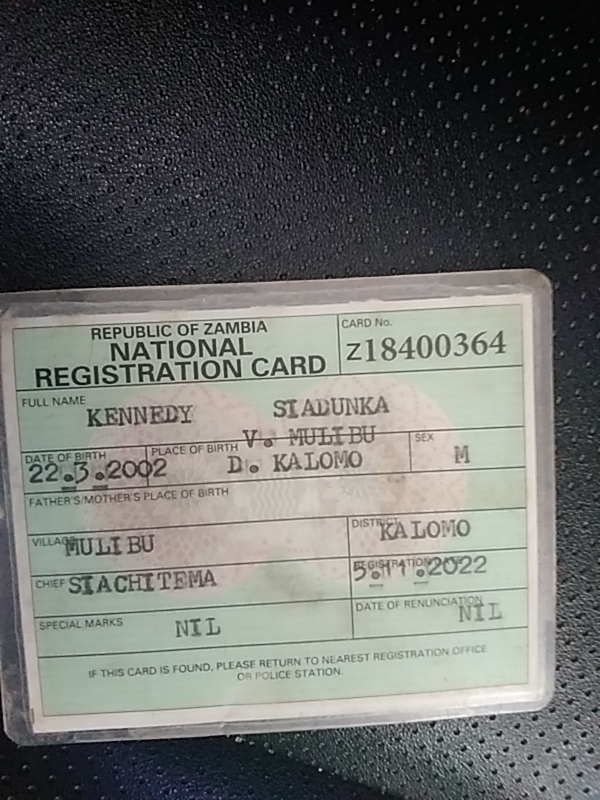 REPUBLIC OF ZAMBIA
NATIONAL
REGISTRATION CARD
CARD No.
Z18400364
FULL NAME
KENNEDY SIADUNKA
DATE OF BIRTH
22.3.2002
PLACE OF BIRTH
V. MULIBU
D. KALOMO
SEX
M
FATHER'S/MOTHER'S PLACE OF BIRTH
VILLAGE
MULIBU
DISTRICT
KALOMO
CHIEF
SIACHITEMA
REGISTRATION
5.11.2022
SPECIAL MARKS
NIL
DATE OF RENUNCIATION
NIL
IF THIS CARD IS FOUND, PLEASE RETURN TO NEAREST REGISTRATION OFFICE
OR POLICE STATION.